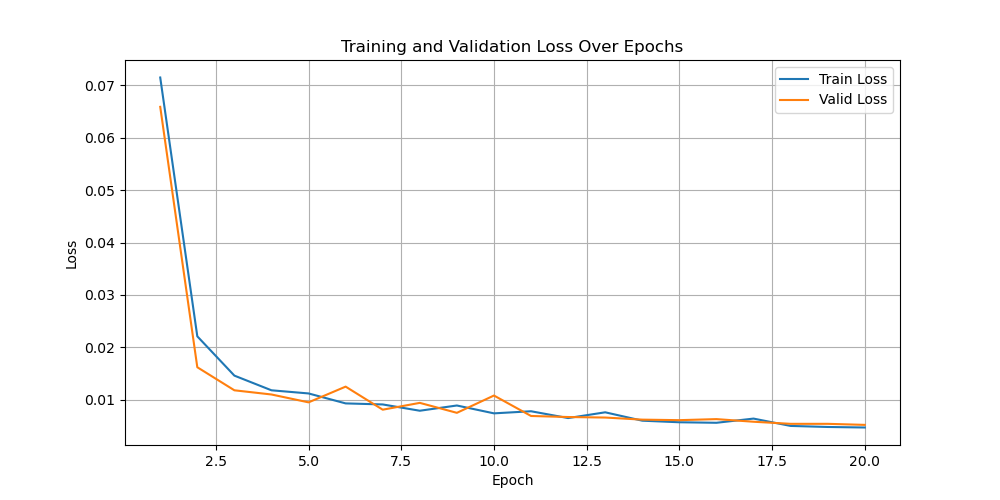 Training and Validation Loss Over Epochs
Train Loss
Valid Loss
0.07
0.06
0.05
0.04
0.03
0.02
0.01
Loss
2.5 5.0 7.5 10.0 12.5 15.0 17.5 20.0
Epoch